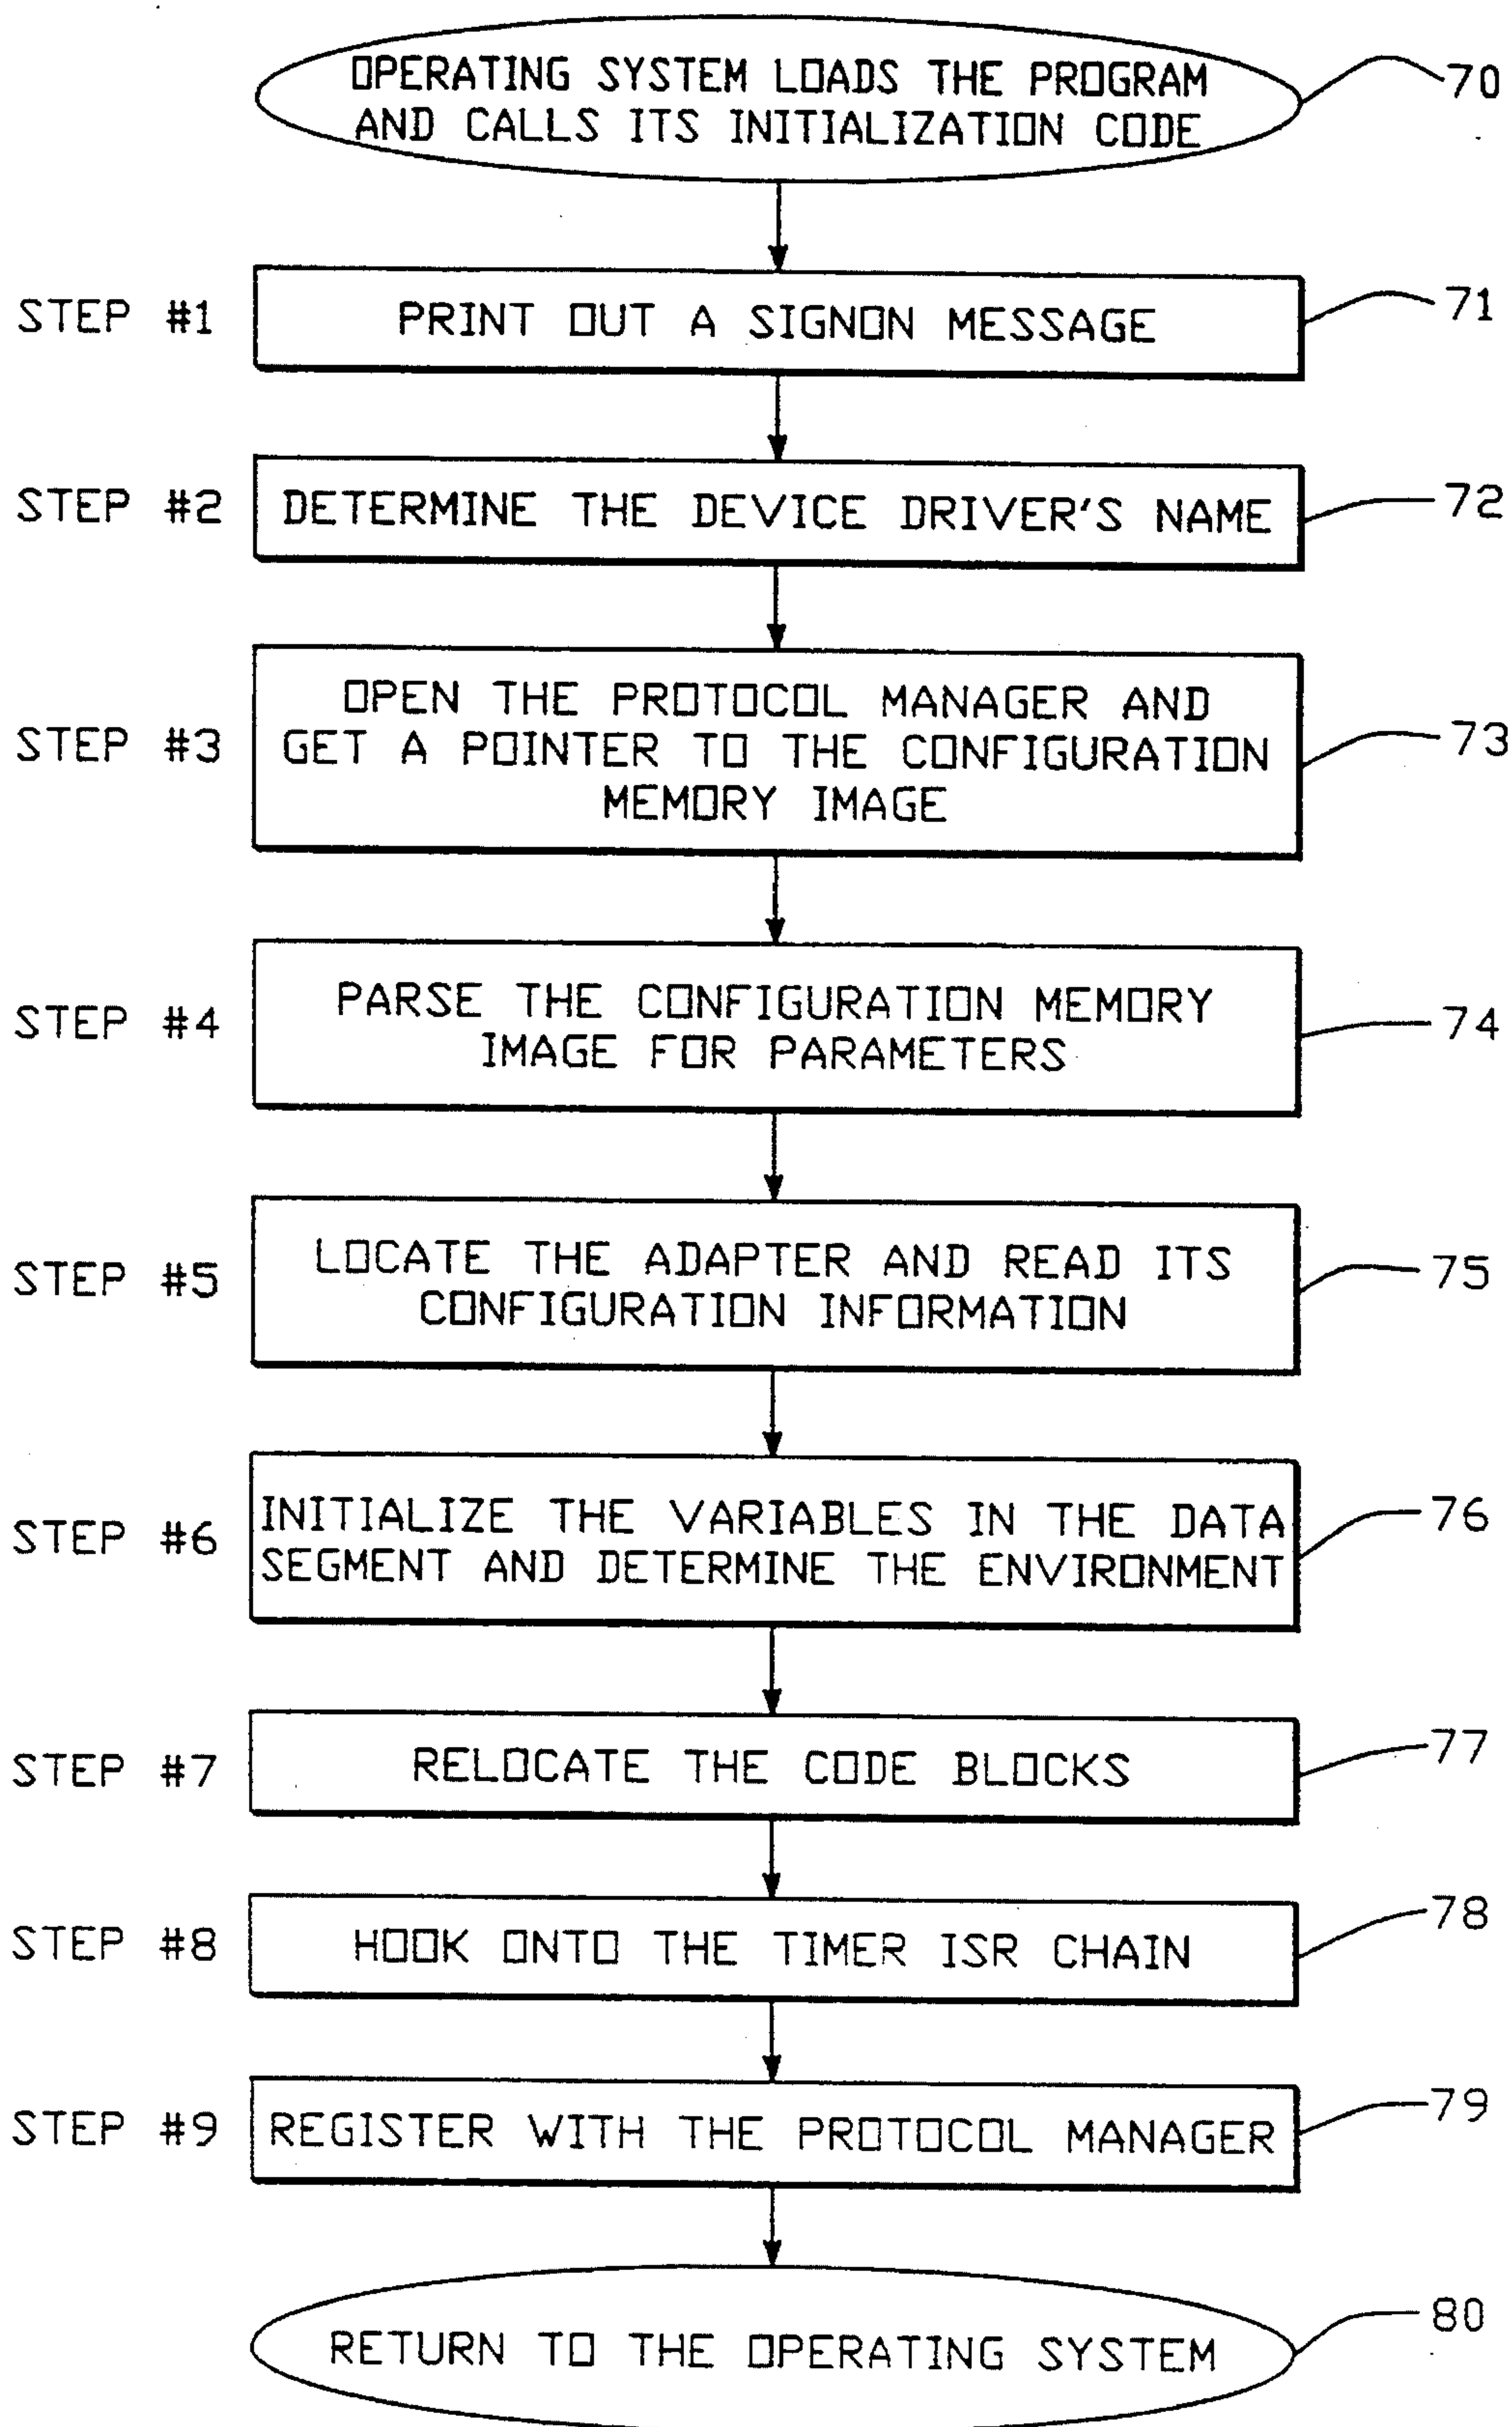 OPERATING SYSTEM LOADS THE PROGRAM
AND CALLS ITS INITIALIZATION CODE
70
STEP #1
PRINT OUT A SIGNON MESSAGE
71
STEP #2
DETERMINE THE DEVICE DRIVER'S NAME
72
STEP #3
OPEN THE PROTOCOL MANAGER AND
GET A POINTER TO THE CONFIGURATION
MEMORY IMAGE
73
STEP #4
PARSE THE CONFIGURATION MEMORY
IMAGE FOR PARAMETERS
74
STEP #5
LOCATE THE ADAPTER AND READ ITS
CONFIGURATION INFORMATION
75
STEP #6
INITIALIZE THE VARIABLES IN THE DATA
SEGMENT AND DETERMINE THE ENVIRONMENT
76
STEP #7
RELOCATE THE CODE BLOCKS
77
STEP #8
HOOK ONTO THE TIMER ISR CHAIN
78
STEP #9
REGISTER WITH THE PROTOCOL MANAGER
79
RETURN TO THE OPERATING SYSTEM
80